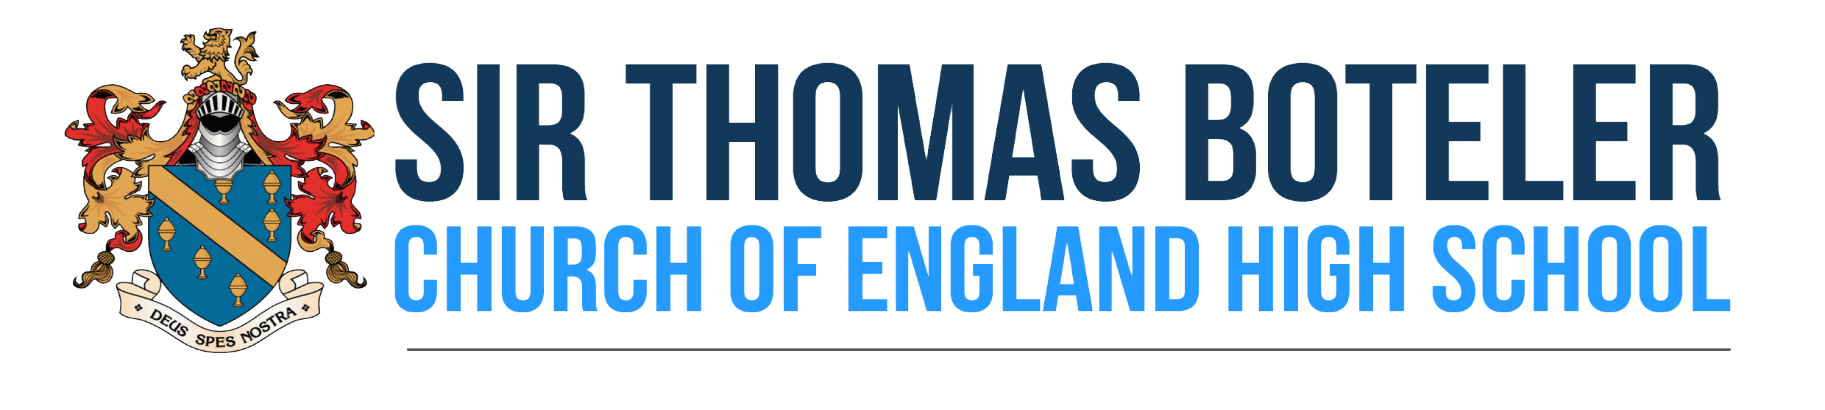 SIR THOMAS BOTELER
CHURCH OF ENGLAND HIGH SCHOOL
DEUS SPES NOSTRA